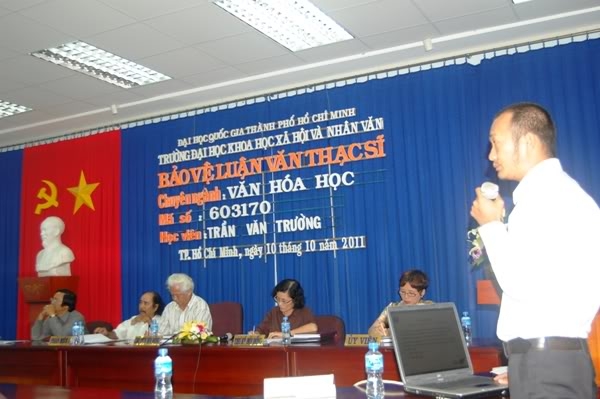 ĐẠI HỌC QUỐC GIA THÀNH PHỐ HỒ CHÍ MINH
TRƯỜNG ĐẠI HỌC KHOA HỌC XÃ HỘI VÀ NHÂN VĂN
BẢO VỆ LUẬN VĂN THẠC SĨ
Chuyên ngành: VĂN HÓA HỌC
Mã số : 603170
Học viên : TRẦN VĂN TRƯỜNG
TP. Hồ Chí Minh, ngày 10 tháng 10 năm 2011
ỦY VIÊN